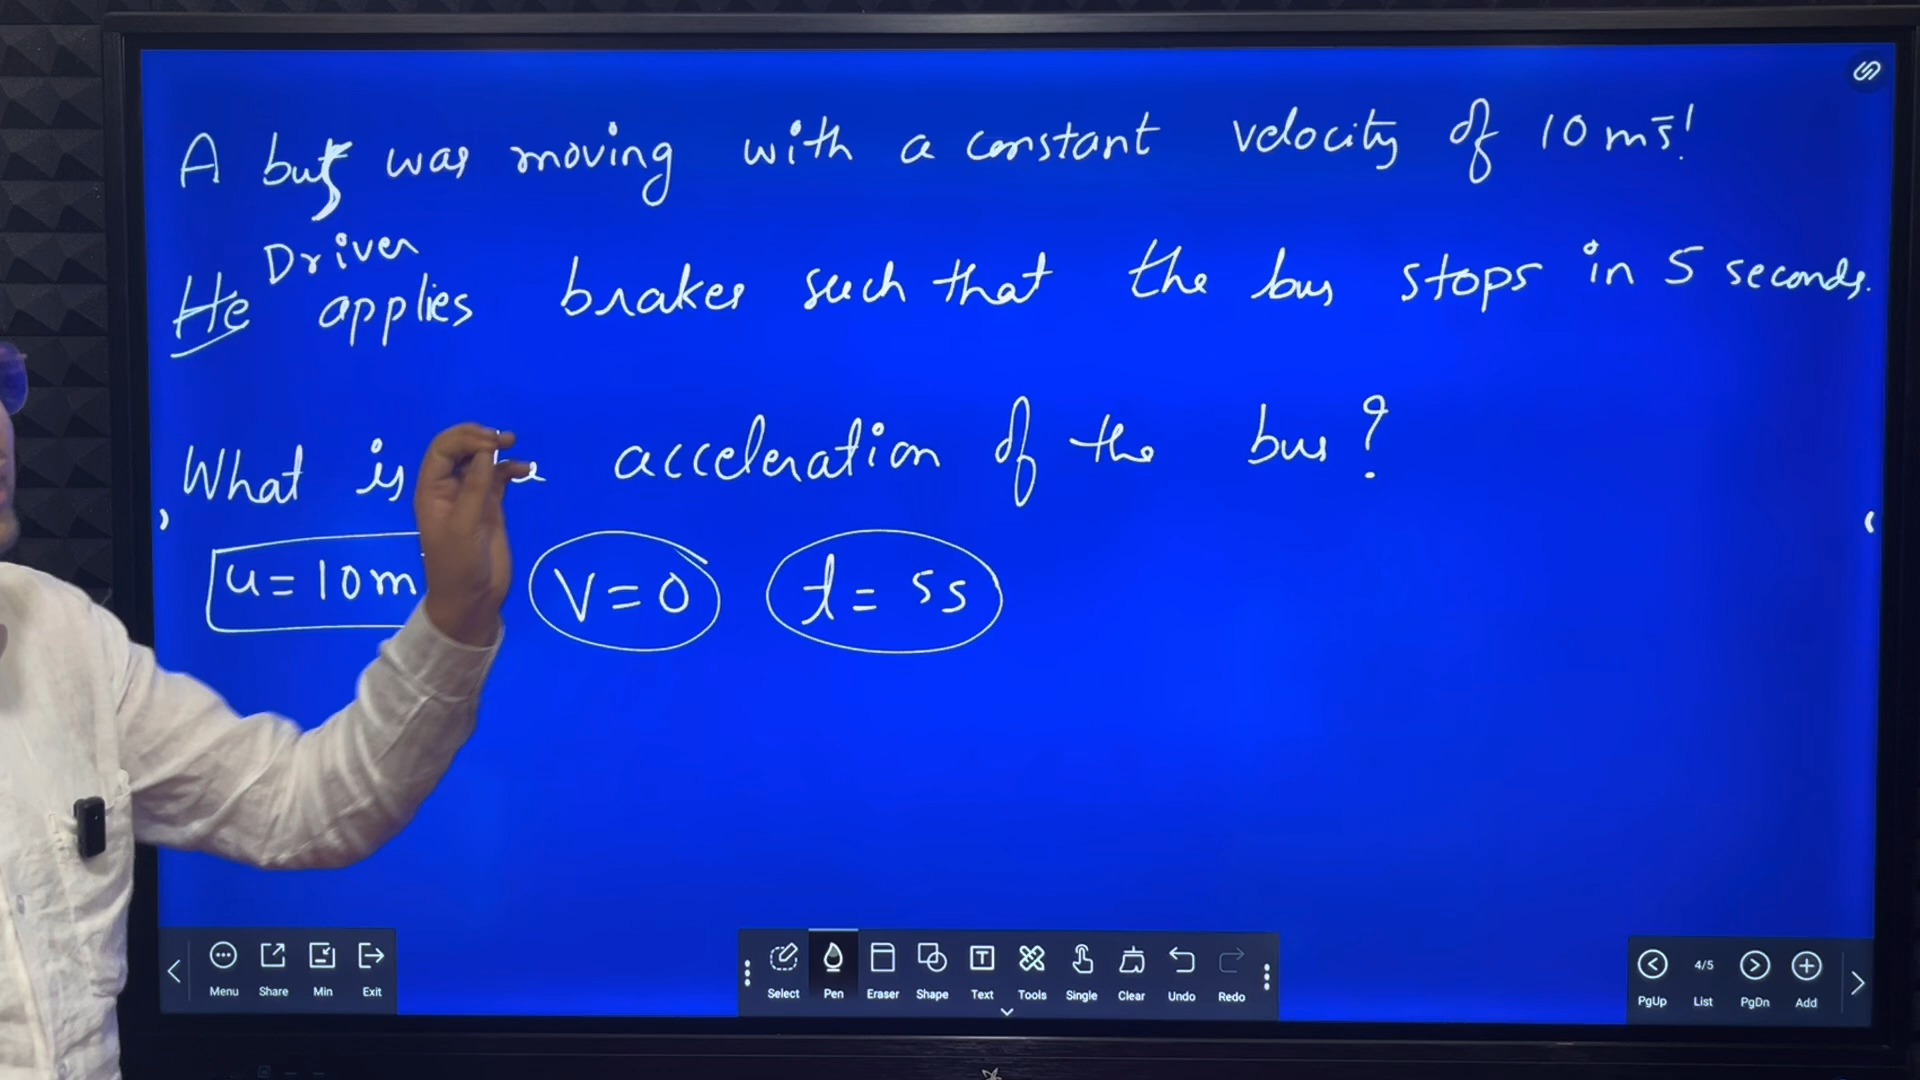 A bus was moving with a constant velocity of 10 ms⁻¹
Driver
He applies brakes such that the bus stops in 5 seconds.
What is acceleration of the bus?
u = 10 m
v = 0
t = 5s
Menu Share Min Exit
Select Pen Eraser Shape Text Tools Single Clear Undo Redo
4/5
PgUp List PgDn Add